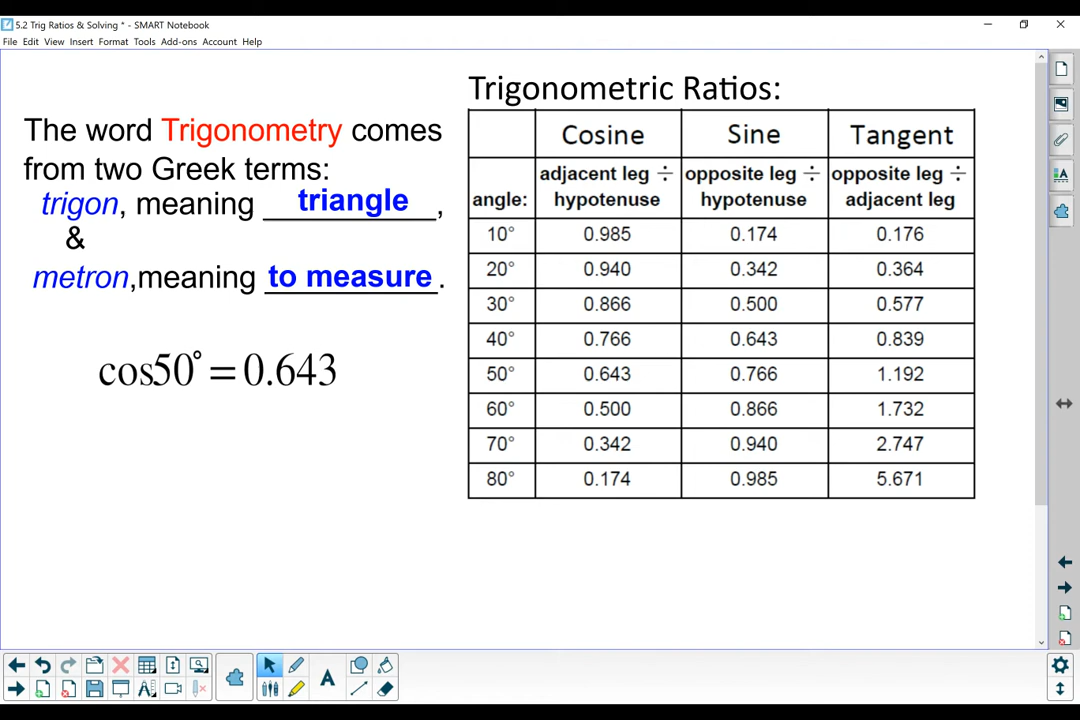 5.2 Trig Ratios & Solving * - SMART Notebook
File Edit View Insert Format Tools Add-ons Account Help
The word Trigonometry comes
from two Greek terms:
trigon, meaning triangle,
&
metron,meaning to measure.
cos50° = 0.643
Trigonometric Ratios:
Cosine Sine Tangent
angle: adjacent leg ÷ hypotenuse opposite leg ÷ hypotenuse opposite leg ÷ adjacent leg
10° 0.985 0.174 0.176
20° 0.940 0.342 0.364
30° 0.866 0.500 0.577
40° 0.766 0.643 0.839
50° 0.643 0.766 1.192
60° 0.500 0.866 1.732
70° 0.342 0.940 2.747
80° 0.174 0.985 5.671